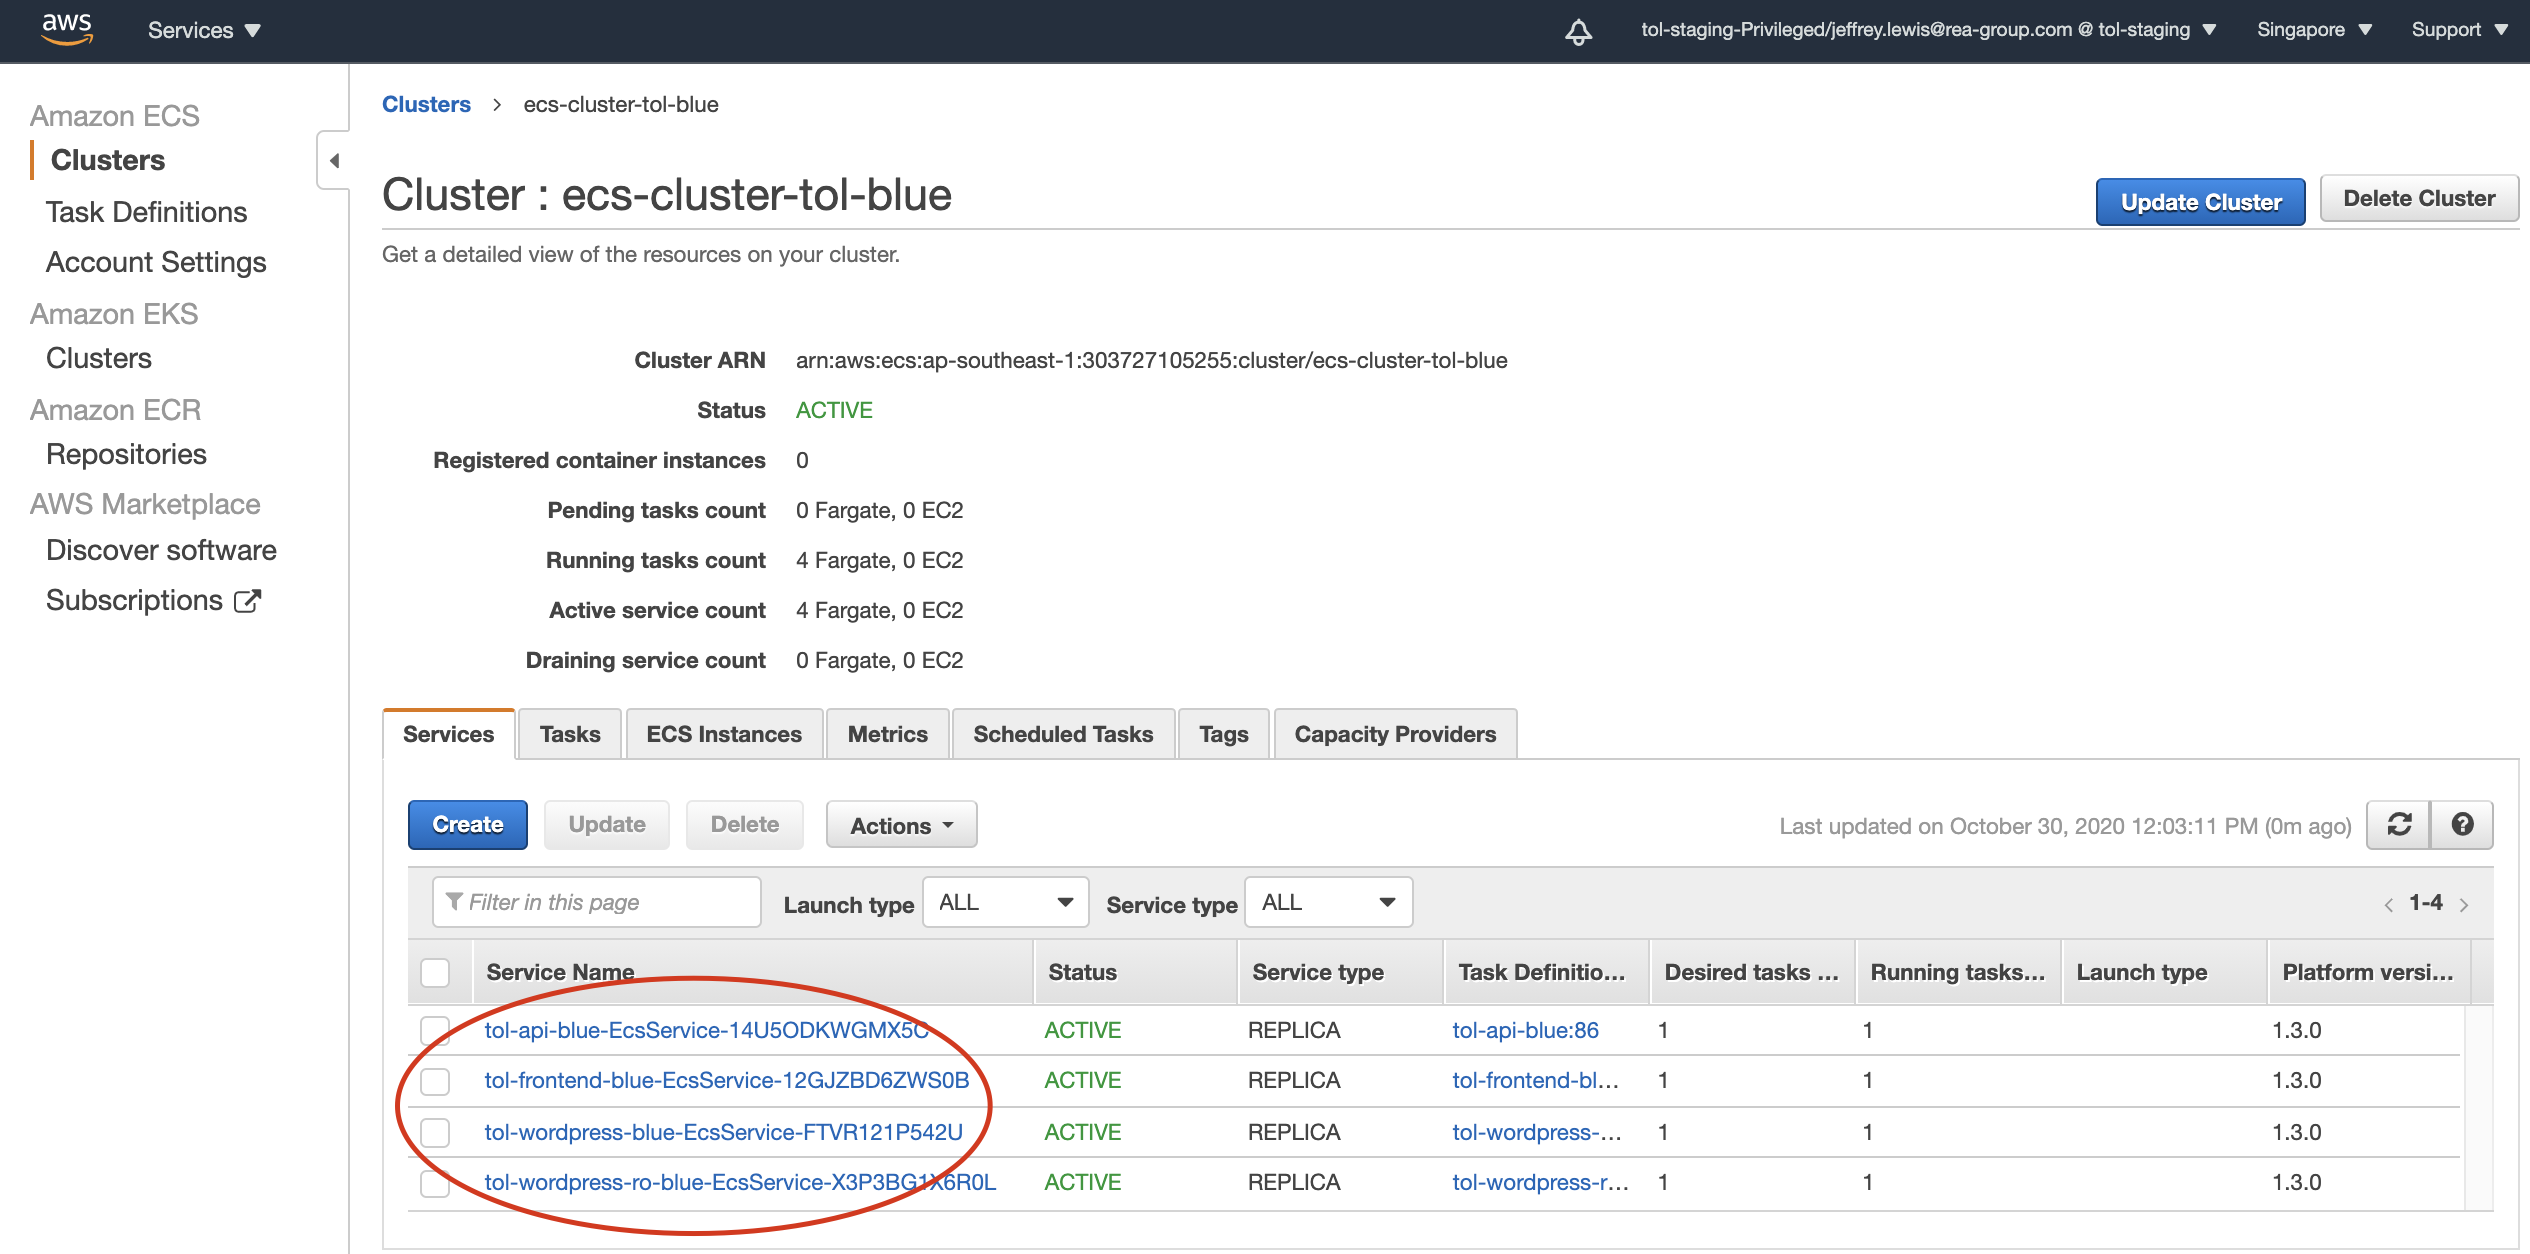 aws Services tol-staging-Privileged/jeffrey.lewis@rea-group.com @ tol-staging Singapore Support
Amazon ECS
Clusters
Task Definitions
Account Settings
Amazon EKS
Clusters
Amazon ECR
Repositories
AWS Marketplace
Discover software
Subscriptions
Clusters > ecs-cluster-tol-blue
Cluster : ecs-cluster-tol-blue
Update Cluster Delete Cluster
Get a detailed view of the resources on your cluster.
Cluster ARN arn:aws:ecs:ap-southeast-1:303727105255:cluster/ecs-cluster-tol-blue
Status ACTIVE
Registered container instances 0
Pending tasks count 0 Fargate, 0 EC2
Running tasks count 4 Fargate, 0 EC2
Active service count 4 Fargate, 0 EC2
Draining service count 0 Fargate, 0 EC2
Services Tasks ECS Instances Metrics Scheduled Tasks Tags Capacity Providers
Create Update Delete Actions Last updated on October 30, 2020 12:03:11 PM (0m ago)
Filter in this page Launch type ALL Service type ALL < 1-4 >
Service Name Status Service type Task Definitio... Desired tasks ... Running tasks... Launch type Platform versi...
tol-api-blue-EcsService-14U5ODKWGMX5C ACTIVE REPLICA tol-api-blue:86 1 1 1.3.0
tol-frontend-blue-EcsService-12GJZBD6ZWS0B ACTIVE REPLICA tol-frontend-bl... 1 1 1.3.0
tol-wordpress-blue-EcsService-FTVR121P542U ACTIVE REPLICA tol-wordpress-... 1 1 1.3.0
tol-wordpress-ro-blue-EcsService-X3P3BG1X6R0L ACTIVE REPLICA tol-wordpress-r... 1 1 1.3.0